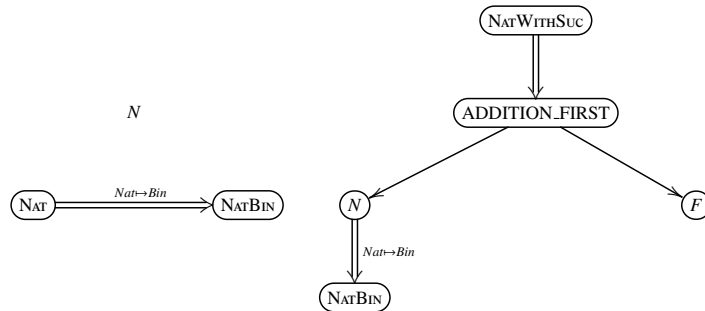 NATWITHSUC
N
ADDITION_FIRST
NAT
Nat↦Bin
NATBIN
N
F
Nat↦Bin
NATBIN